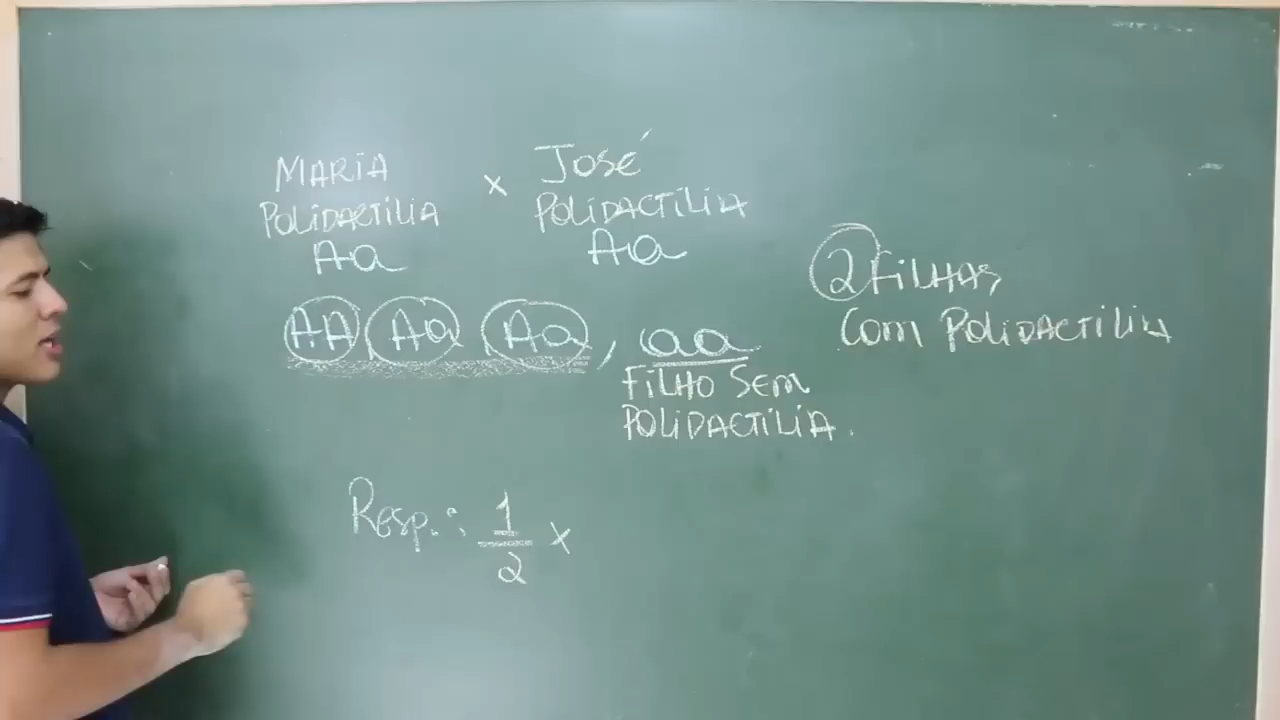 MARIA x JOSÉ
POLIDACTILIA POLIDACTILIA
Aa Aa
AA Aa Aa, aa
FILHO SEM
POLIDACTILIA.
2 FILHAS
COM POLIDACTILIA
Resp.: 1/2 x